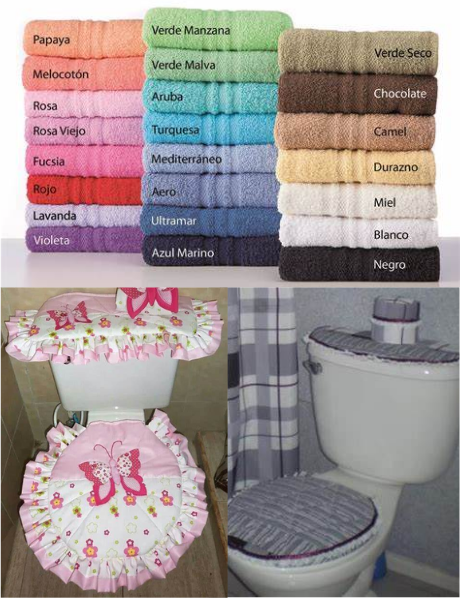 Papaya
Melocotón
Rosa
Rosa Viejo
Fucsia
Rojo
Lavanda
Violeta
Verde Manzana
Verde Malva
Aruba
Turquesa
Mediterráneo
Aero
Ultramar
Azul Marino
Verde Seco
Chocolate
Camel
Durazno
Miel
Blanco
Negro